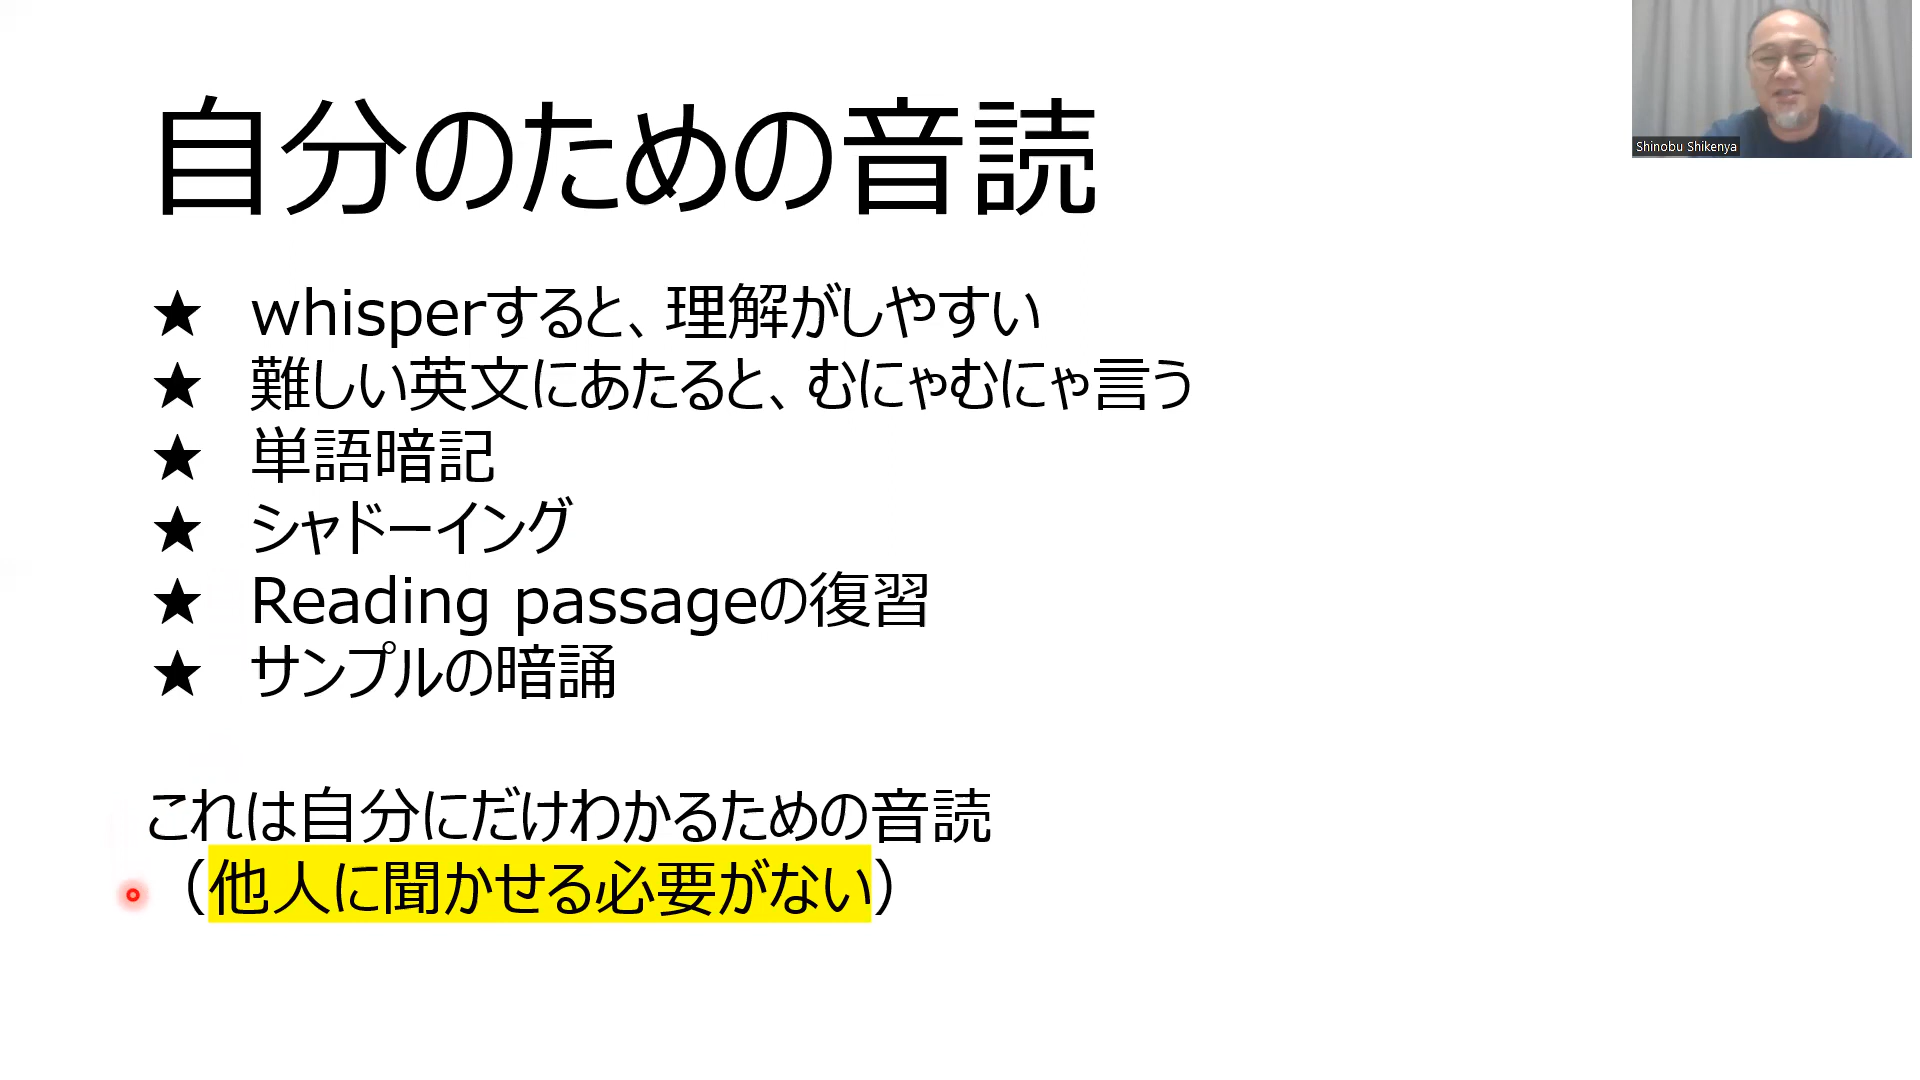 自分のための音読
★ whisperすると、理解がしやすい
★ 難しい英文にあたると、むにゃむにゃ言う
★ 単語暗記
★ シャドーイング
★ Reading passageの復習
★ サンプルの暗誦
これは自分にだけわかるための音読
（他人に聞かせる必要がない）
Shinobu Shikenya